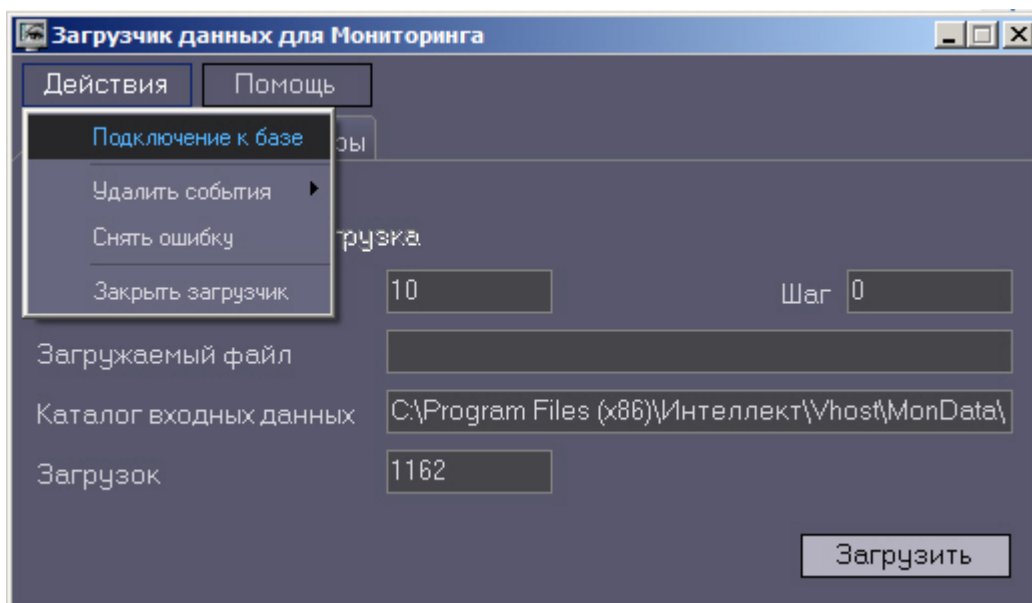 Загрузчик данных для Мониторинга
Действия Помощь
Подключение к базе
Удалить события
Снять ошибку
Закрыть загрузчик
10 Шаг 0
Загружаемый файл
Каталог входных данных C:\Program Files (x86)\Интеллект\Vhost\MonData\
Загрузок 1162
Загрузить